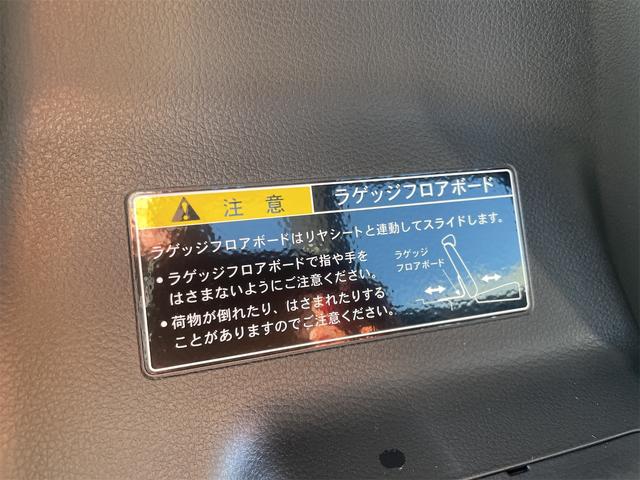 注意 ラゲッジフロアボード
ラゲッジフロアボードはリヤシートと連動してスライドします。
・ラゲッジフロアボードで指や手を
はさまないようにご注意ください。
・荷物が倒れたり、はさまれたりする
ことがありますのでご注意ください。
ラゲッジ
フロアボード